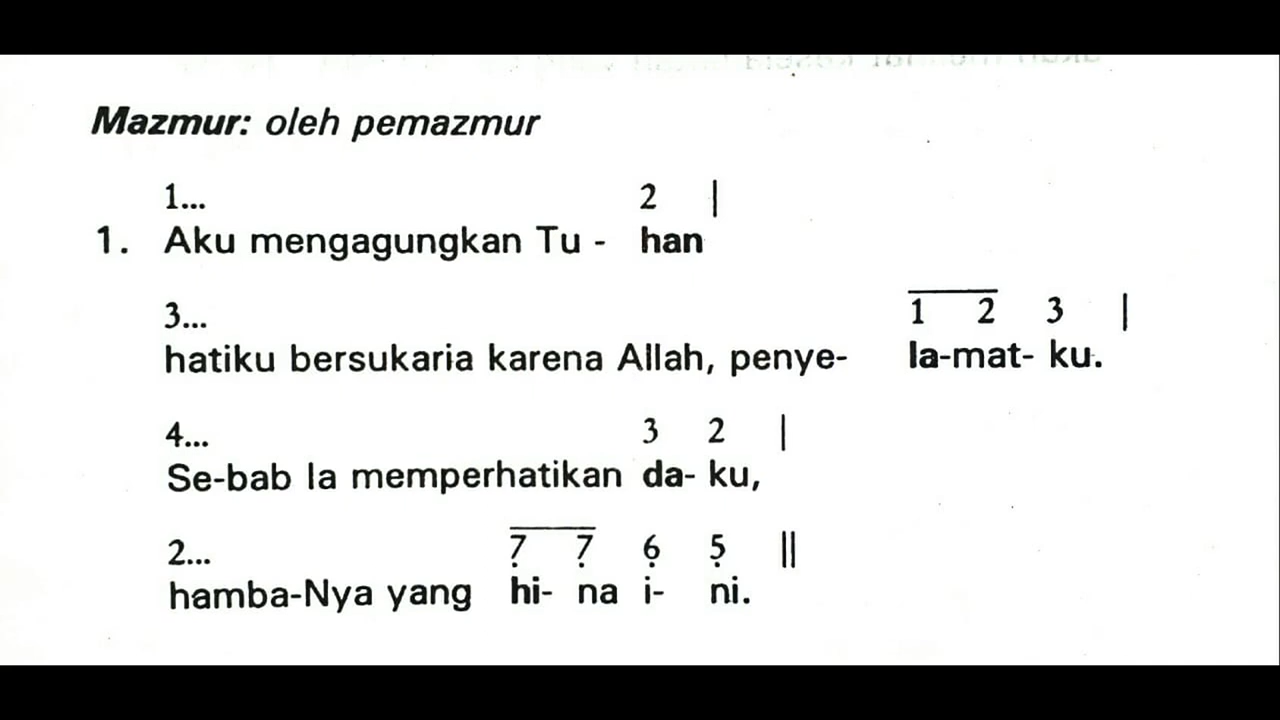 Mazmur: oleh pemazmur
1... 2 |
1. Aku mengagungkan Tu - han
3... 1 2 3 |
hatiku bersukaria karena Allah, penye- la-mat- ku.
4... 3 2 |
Se-bab Ia memperhatikan da- ku,
2... 7̣ 7̣ 6̣ 5̣ ||
hamba-Nya yang hi- na i- ni.